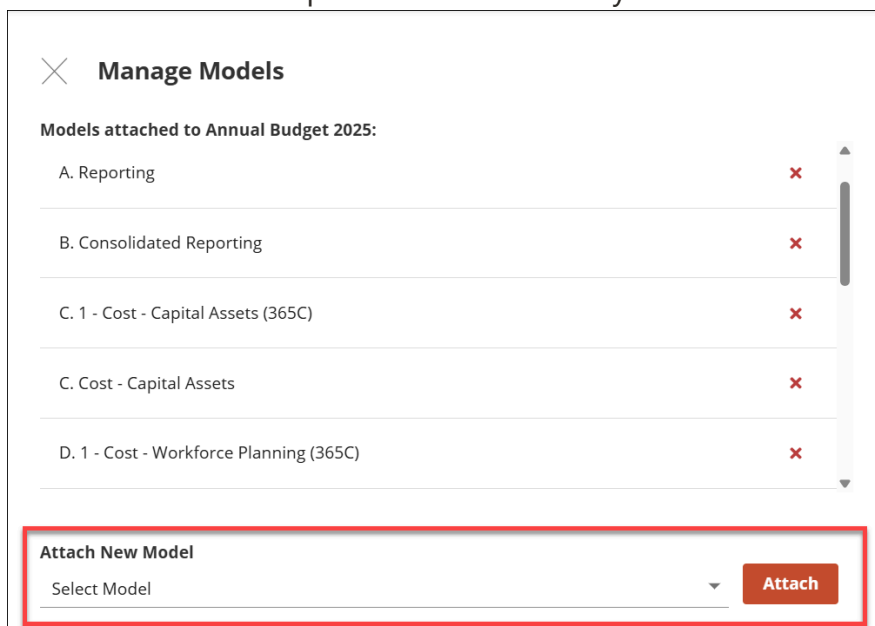 Manage Models
Models attached to Annual Budget 2025:
A. Reporting
B. Consolidated Reporting
C. 1 - Cost - Capital Assets (365C)
C. Cost - Capital Assets
D. 1 - Cost - Workforce Planning (365C)
Attach New Model
Select Model
Attach